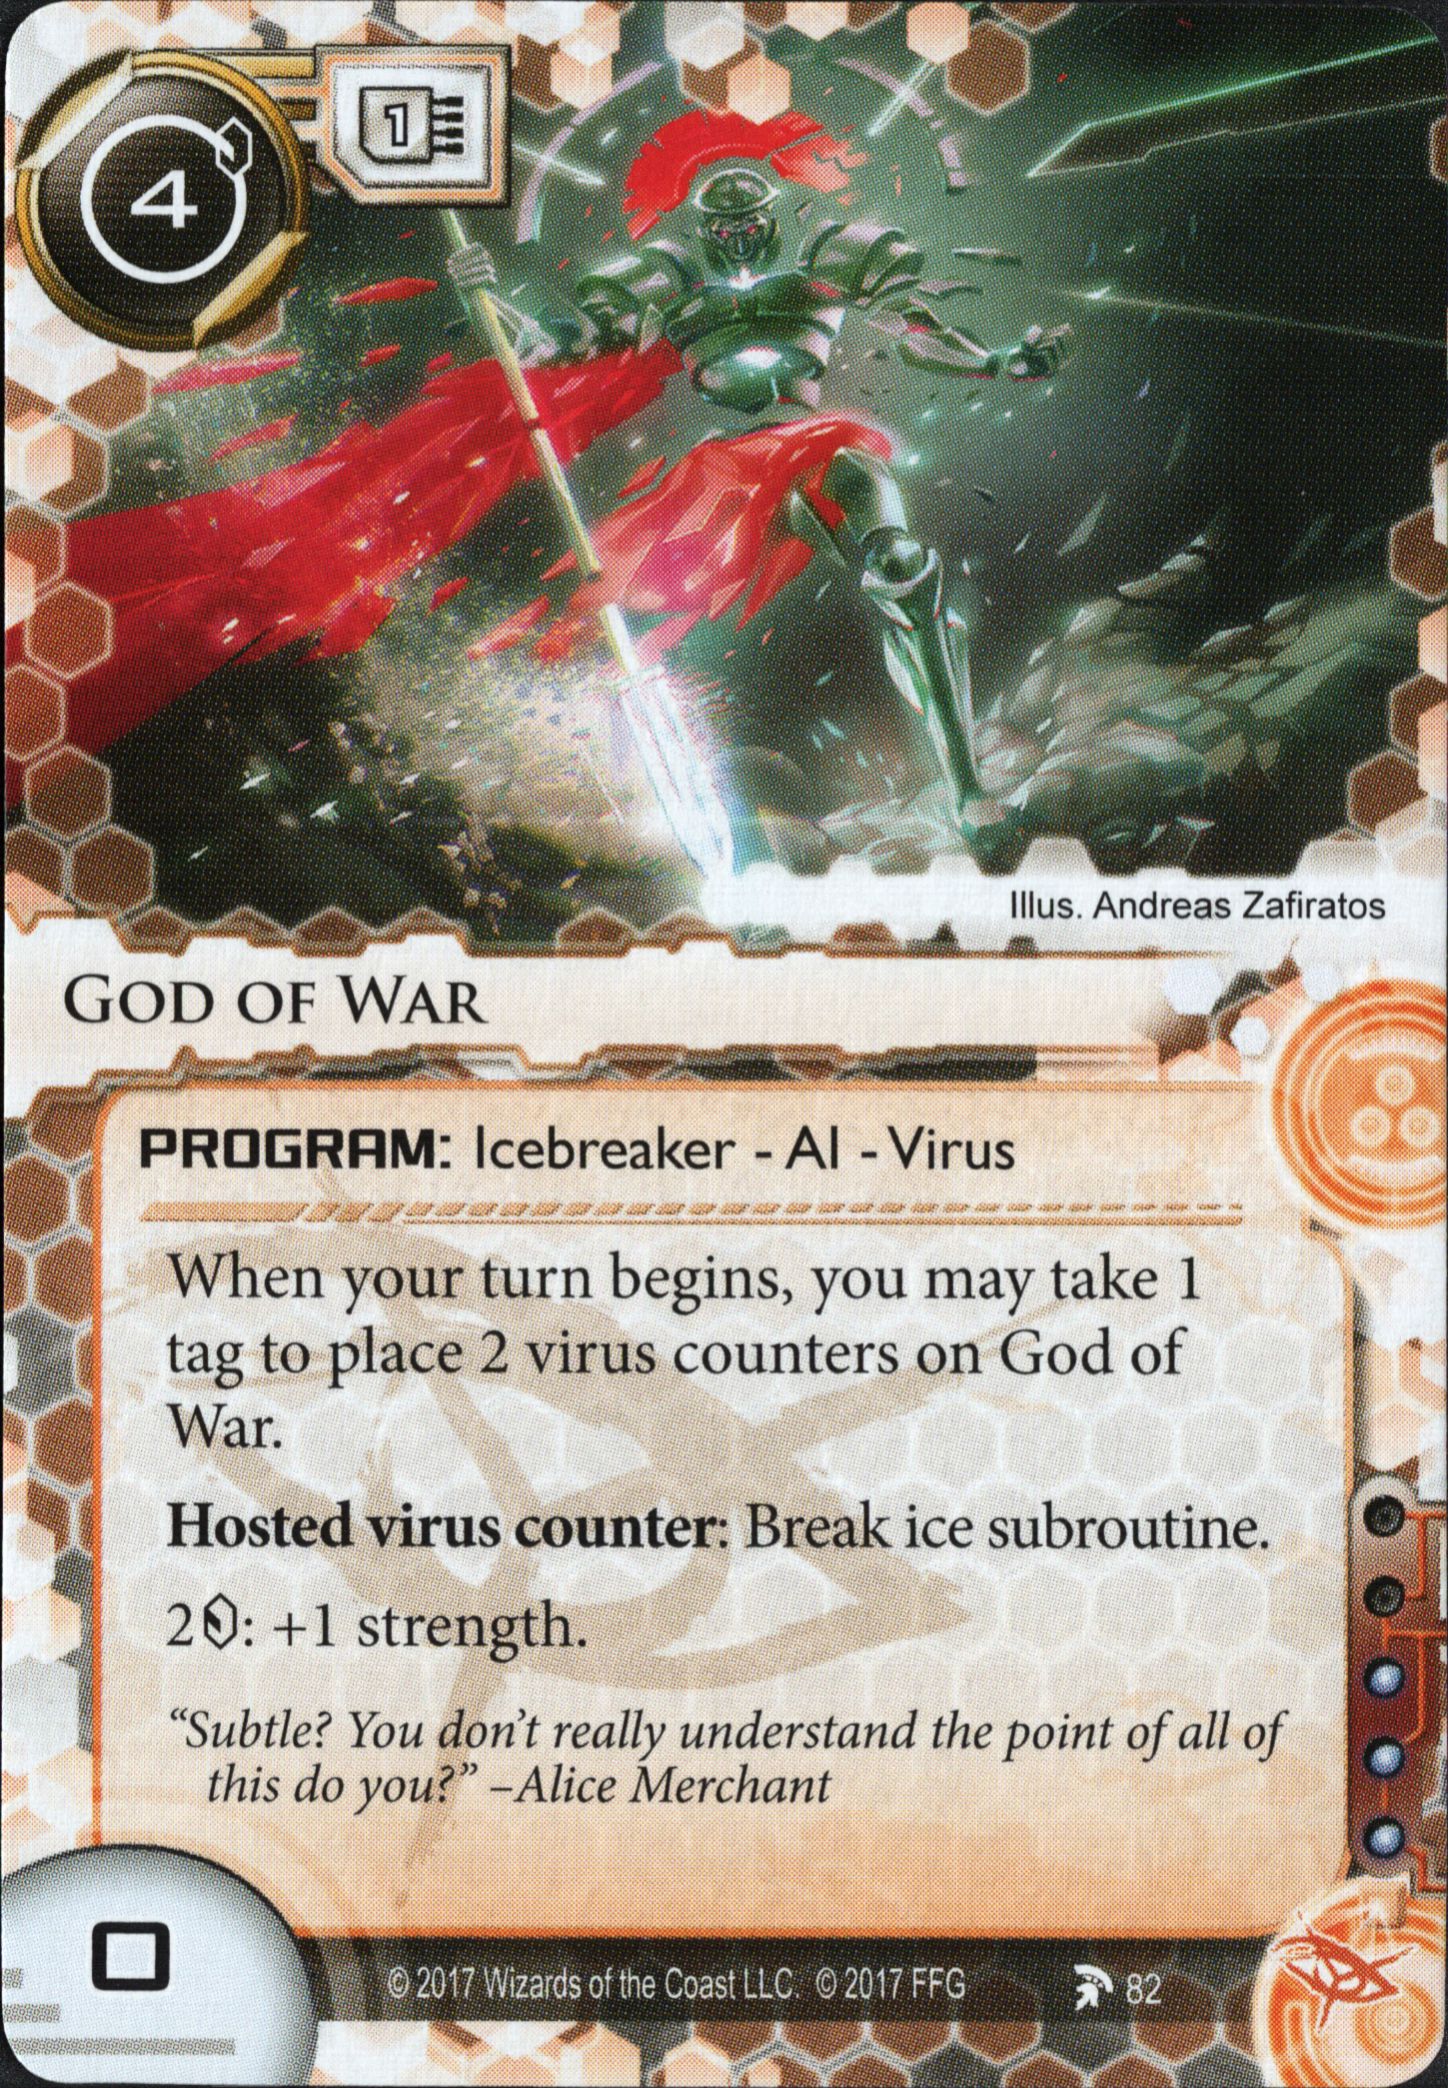 4
1
Illus. Andreas Zafiratos
GOD OF WAR
PROGRAM: Icebreaker - AI - Virus
When your turn begins, you may take 1
tag to place 2 virus counters on God of
War.
Hosted virus counter: Break ice subroutine.
2: +1 strength.
“Subtle? You don’t really understand the point of all of
this do you?” –Alice Merchant
0
© 2017 Wizards of the Coast LLC. © 2017 FFG
82